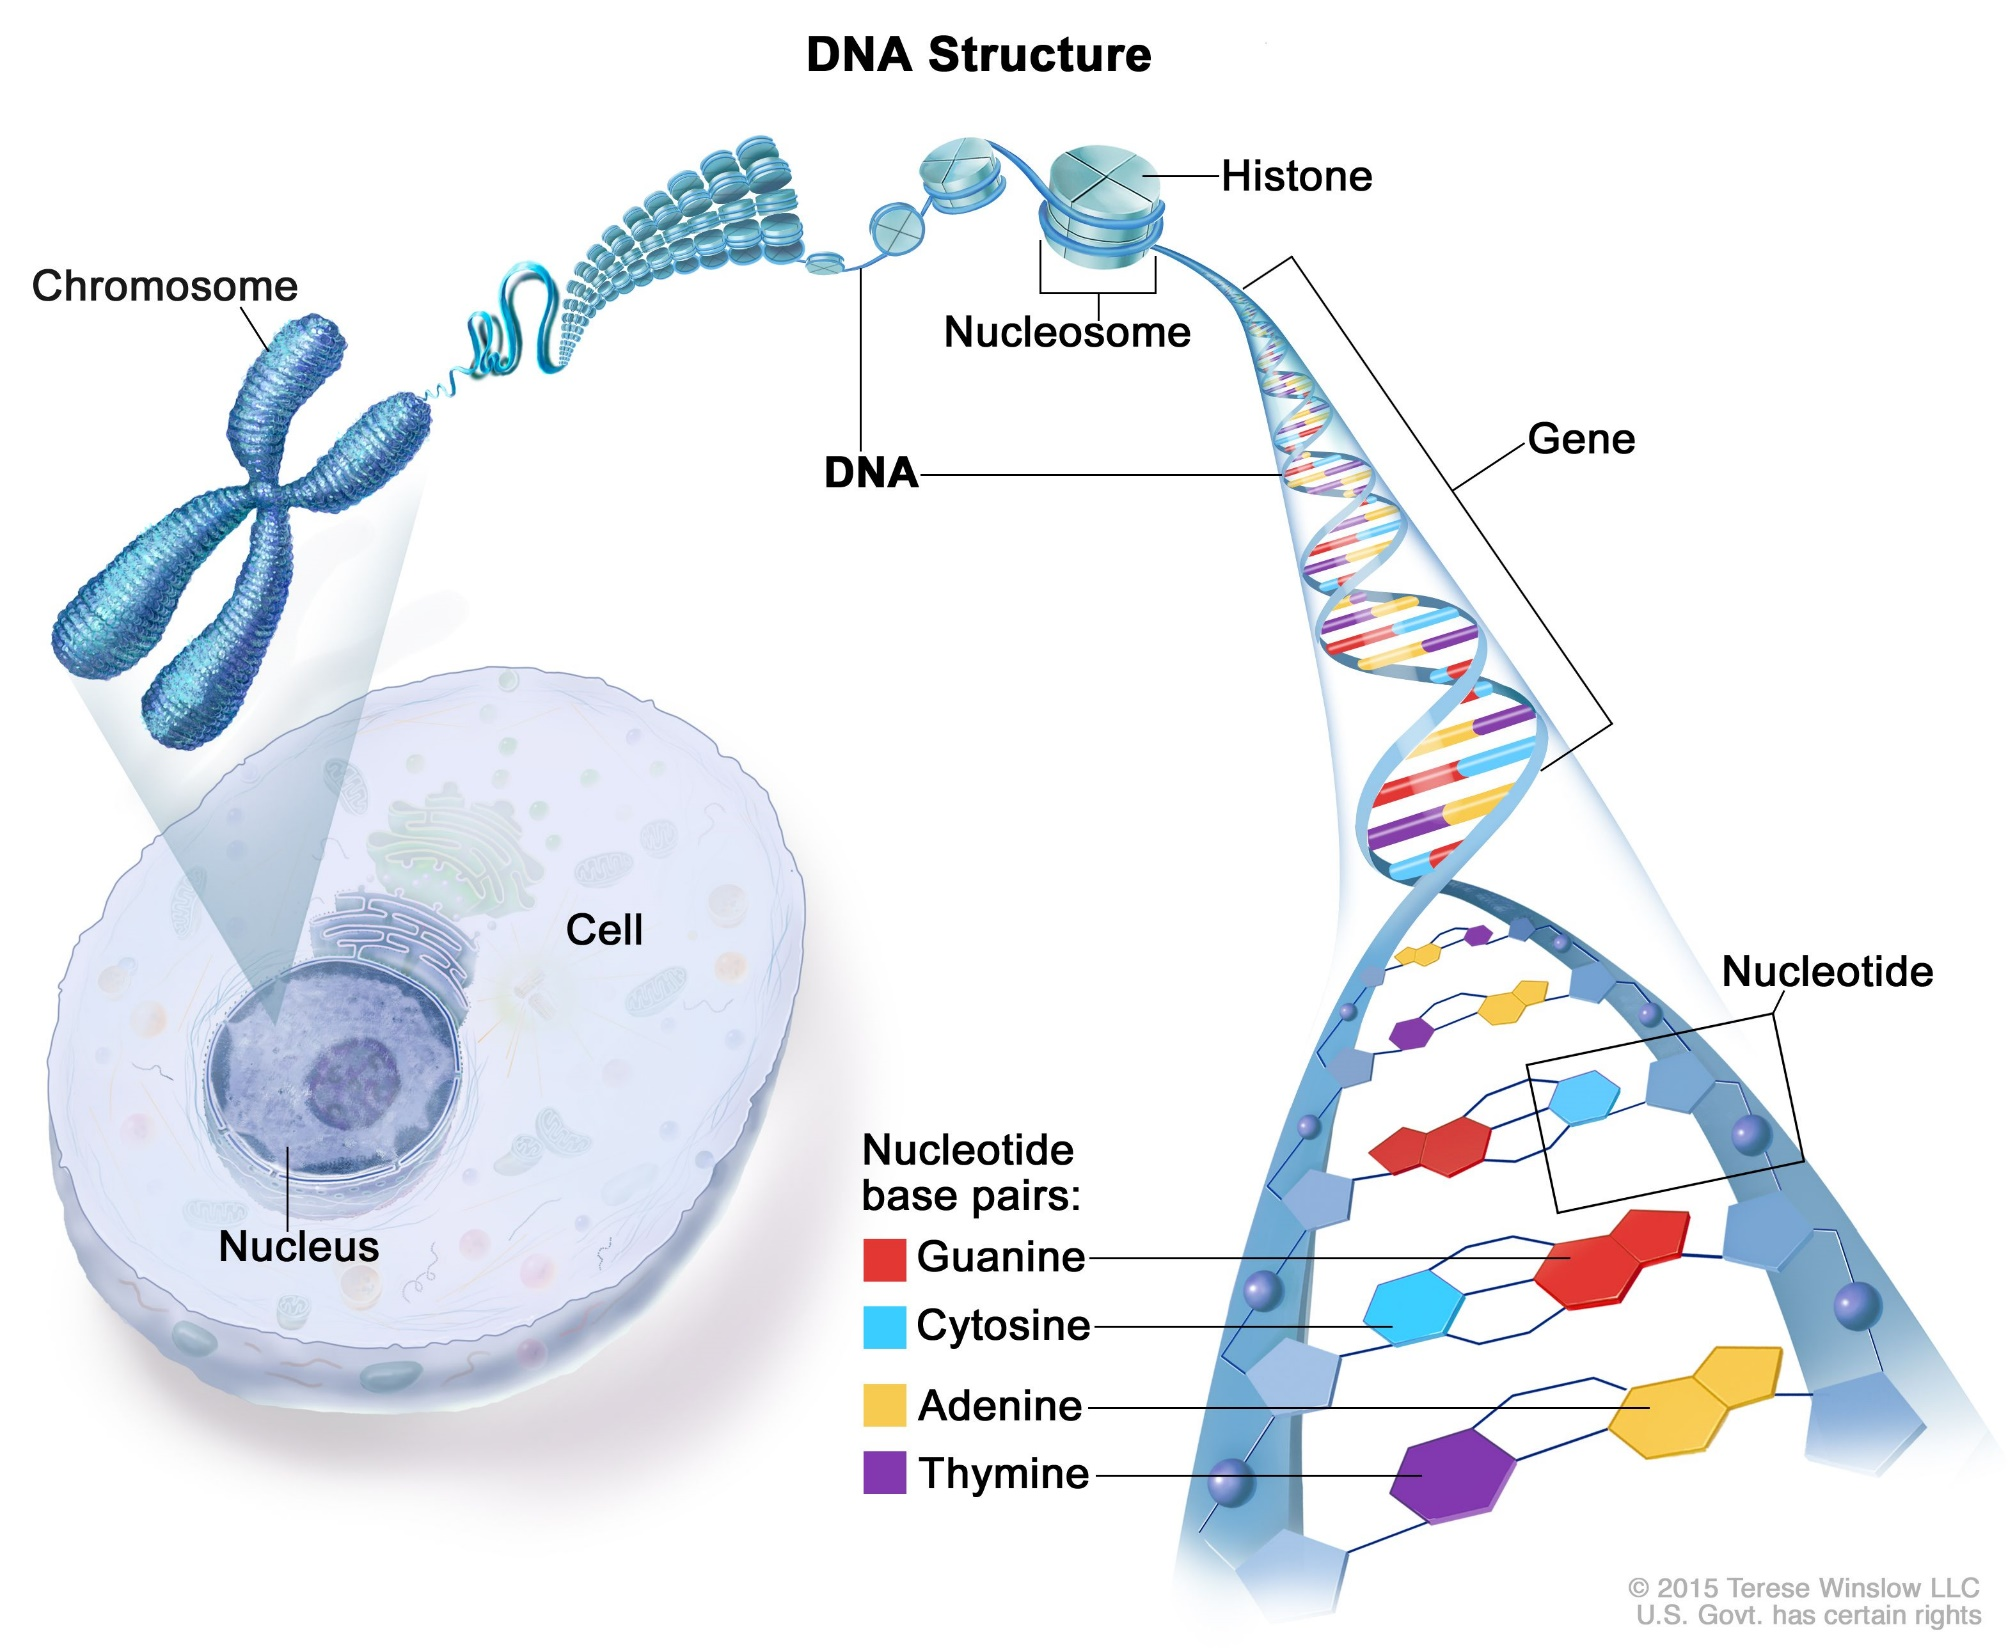 DNA Structure
Histone
Chromosome
Nucleosome
Gene
DNA
Cell
Nucleotide
Nucleus
Nucleotide
base pairs:
Guanine
Cytosine
Adenine
Thymine
© 2015 Terese Winslow LLC
U.S. Govt. has certain rights